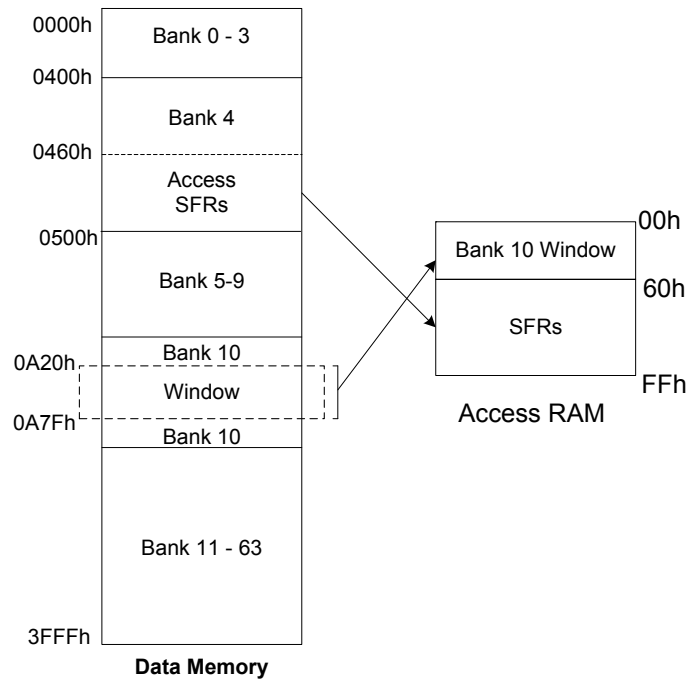 0000h
Bank 0 - 3
0400h
Bank 4
0460h
Access
SFRs
0500h
Bank 5-9
Bank 10
0A20h
Window
0A7Fh
Bank 10
Bank 11 - 63
3FFFh
Data Memory
00h
Bank 10 Window
60h
SFRs
FFh
Access RAM